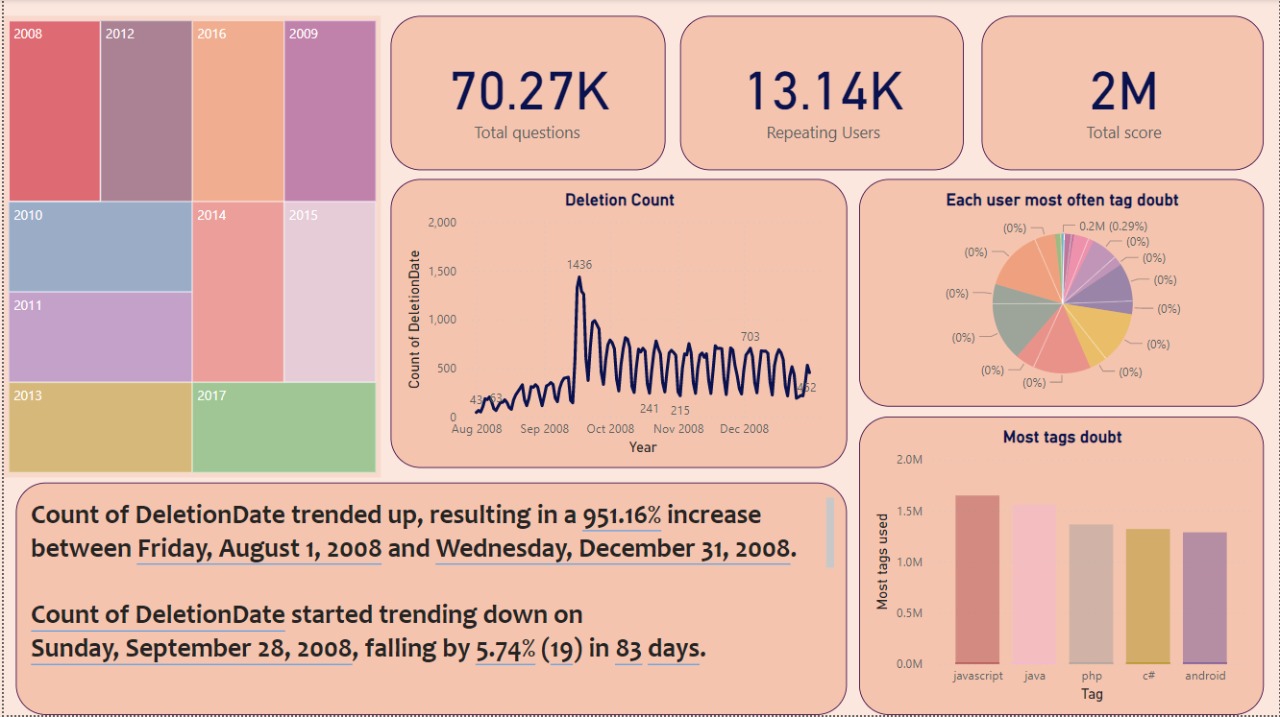 2008
2012
2016
2009
2010
2014
2015
2011
2013
2017
70.27K
Total questions
13.14K
Repeating Users
2M
Total score
Deletion Count
Count of DeletionDate
2,000
1,500
1,000
500
0
1436
703
43
63
241
215
452
Aug 2008 Sep 2008 Oct 2008 Nov 2008 Dec 2008
Year
Each user most often tag doubt
0.2M (0.29%)
(0%)
(0%)
(0%)
(0%)
(0%)
(0%)
(0%)
(0%)
(0%)
(0%)
(0%)
(0%)
(0%)
Count of DeletionDate trended up, resulting in a 951.16% increase
between Friday, August 1, 2008 and Wednesday, December 31, 2008.
Count of DeletionDate started trending down on
Sunday, September 28, 2008, falling by 5.74% (19) in 83 days.
Most tags doubt
Most tags used
2.0M
1.5M
1.0M
0.5M
0.0M
javascript java php c# android
Tag